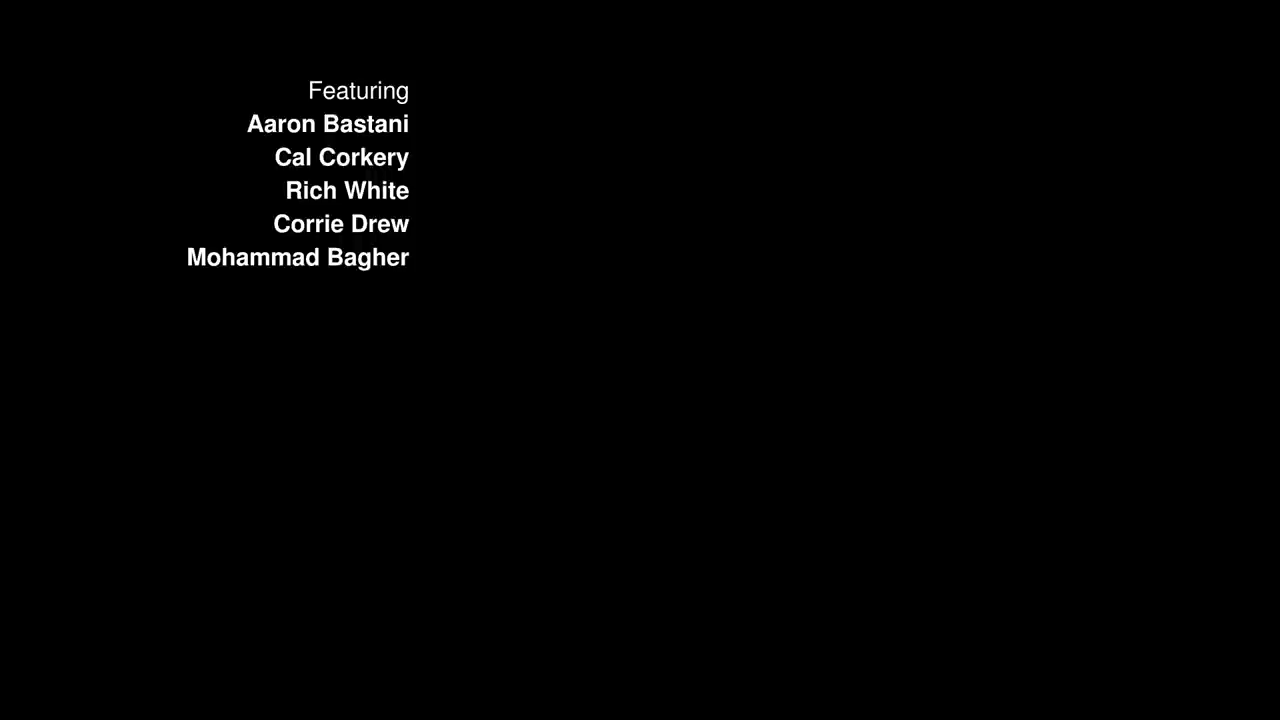 Featuring
Aaron Bastani
Cal Corkery
Rich White
Corrie Drew
Mohammad Bagher